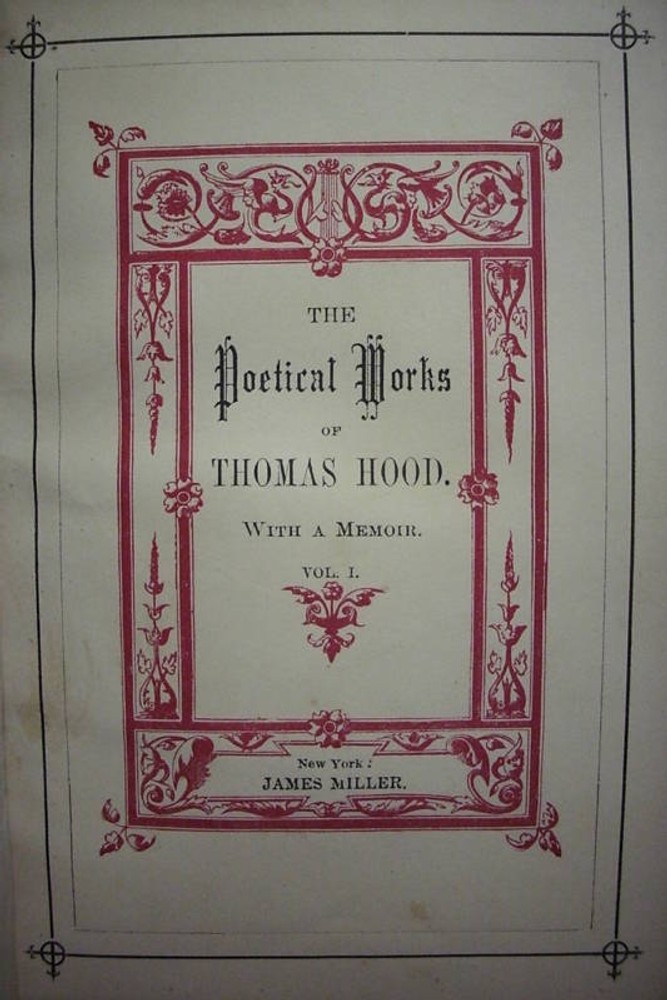 THE
Poetical Works
OF
THOMAS HOOD.
WITH A MEMOIR.
VOL. I.
New York:
JAMES MILLER.